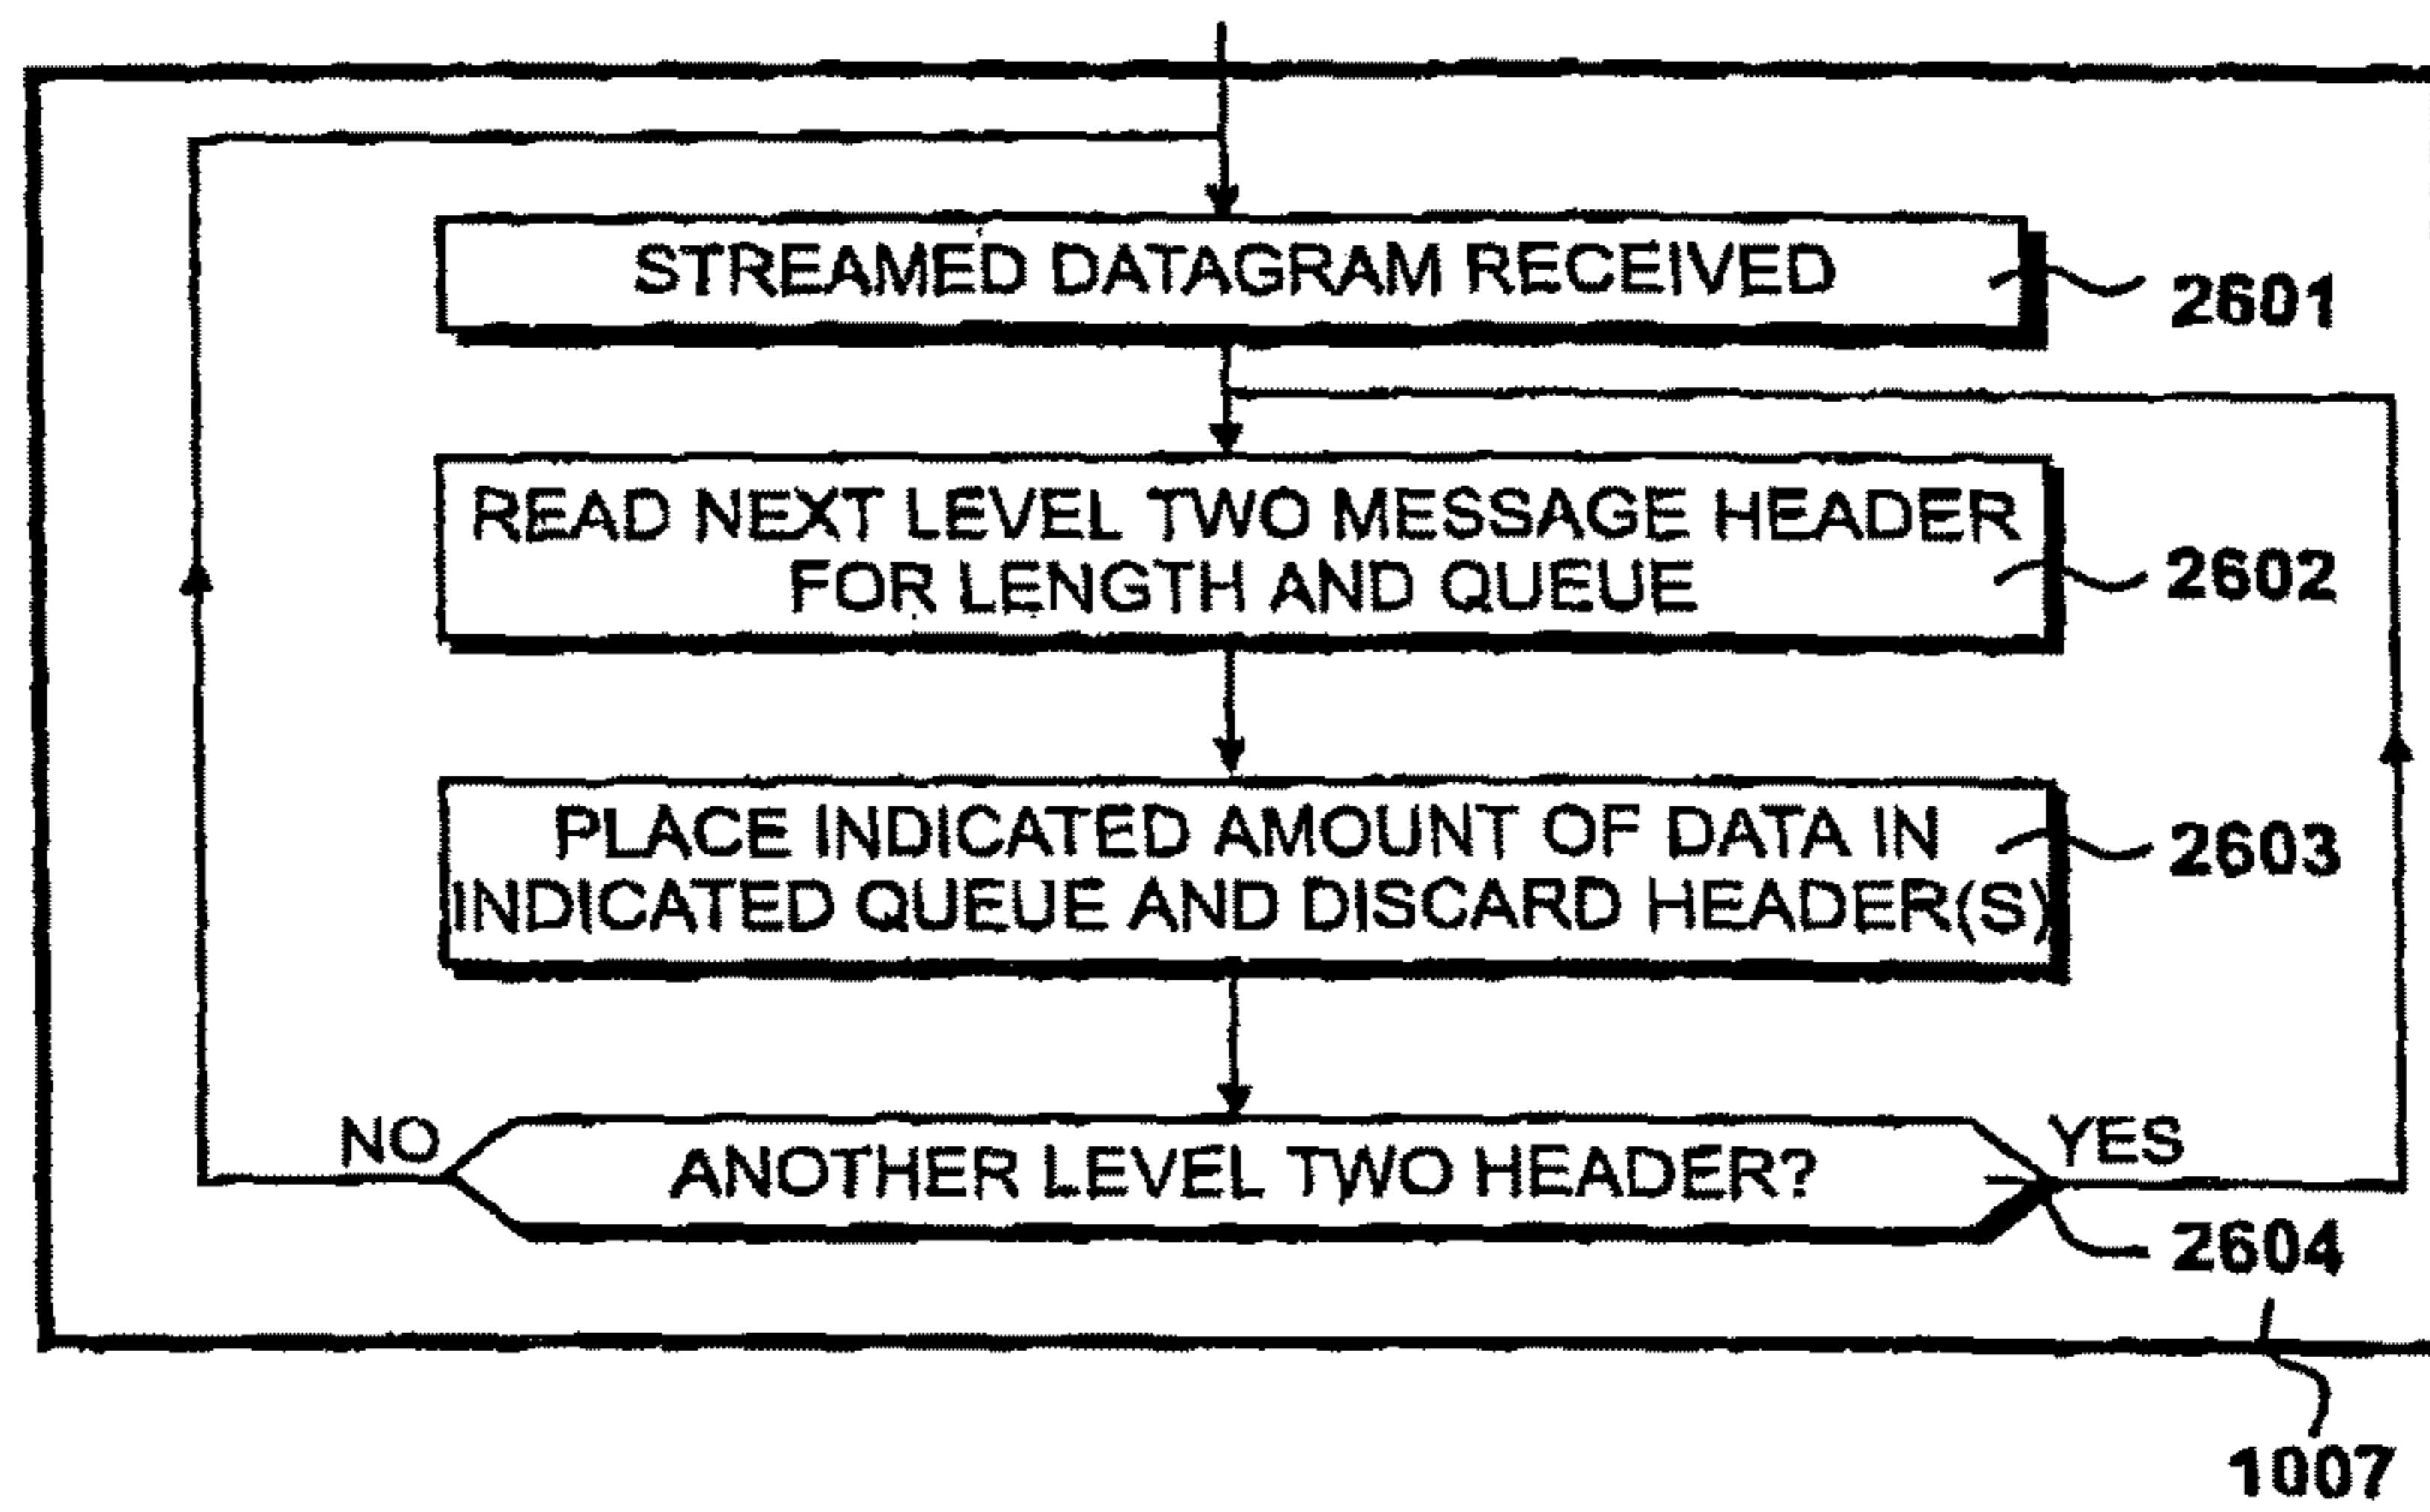 STREAMED DATAGRAM RECEIVED
2601
READ NEXT LEVEL TWO MESSAGE HEADER
FOR LENGTH AND QUEUE
2602
PLACE INDICATED AMOUNT OF DATA IN
INDICATED QUEUE AND DISCARD HEADER(S)
2603
NO
ANOTHER LEVEL TWO HEADER?
YES
2604
1007